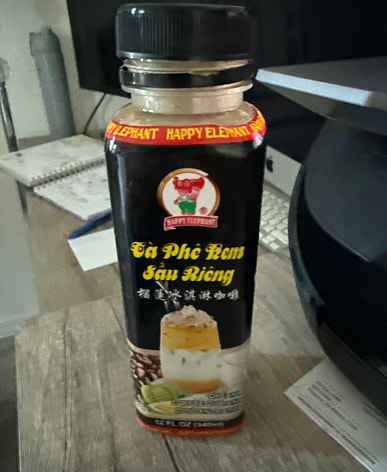 Y ELEPHANT HAPPY ELEPHANT
HAPPY ELEPHANT
Cà Phê Kem
Sầu Riêng
榴蓮冰淇淋咖啡
12 FL OZ (340ml)